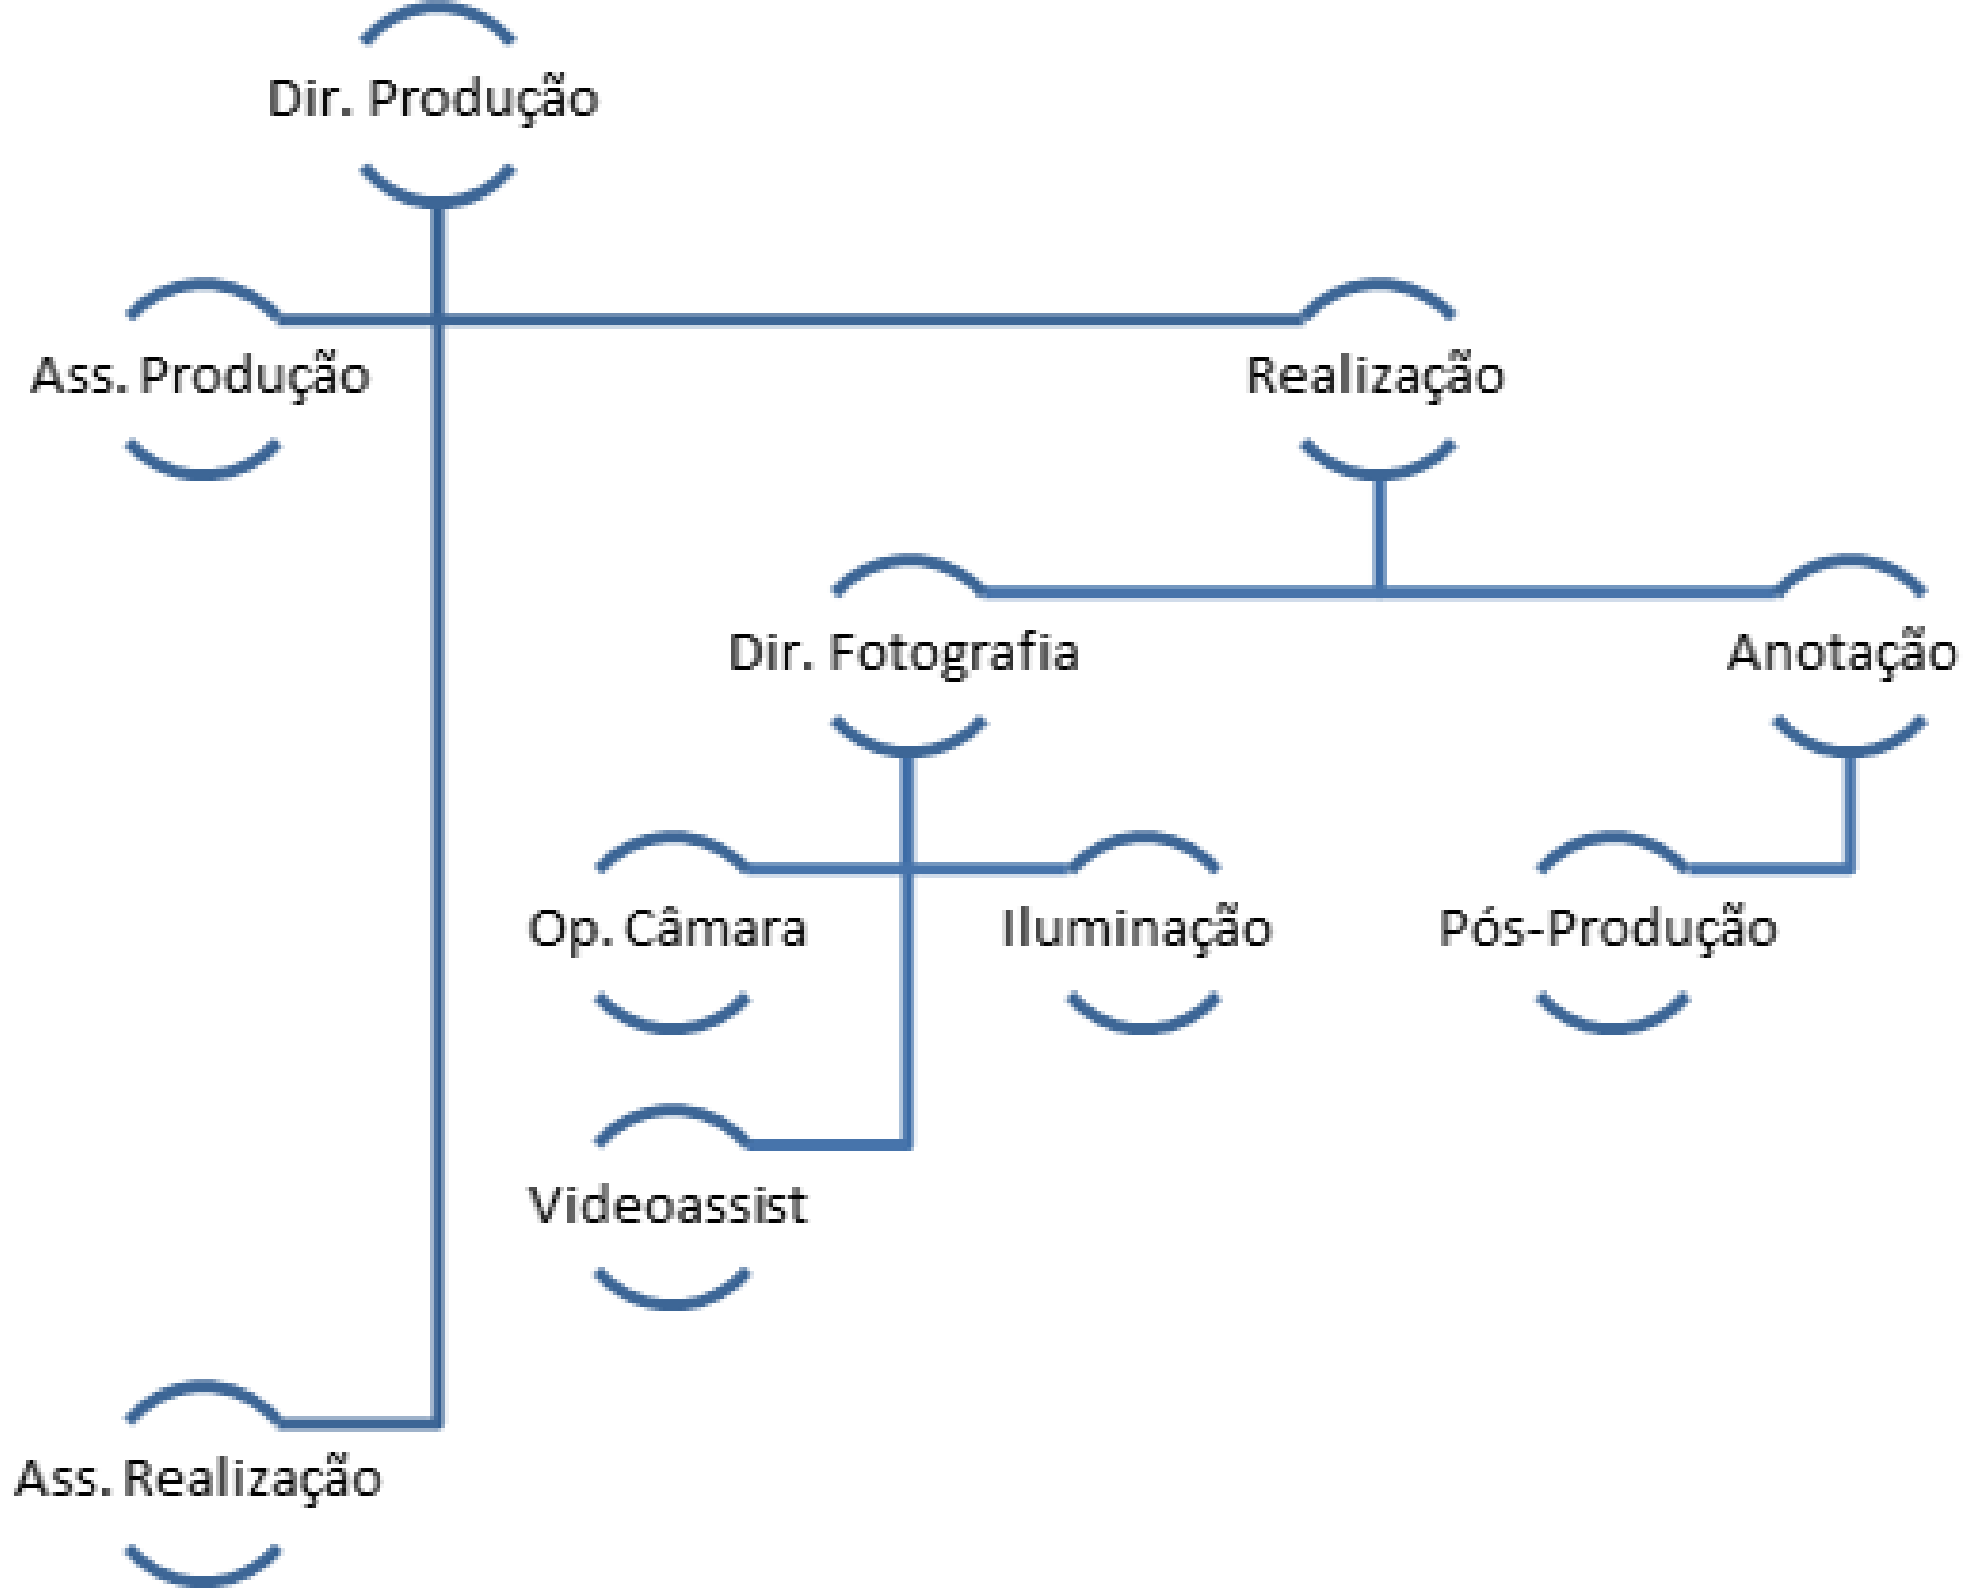 Dir. Produção
Ass. Produção
Realização
Dir. Fotografia
Anotação
Op. Câmara
Iluminação
Pós-Produção
Videoassist
Ass. Realização